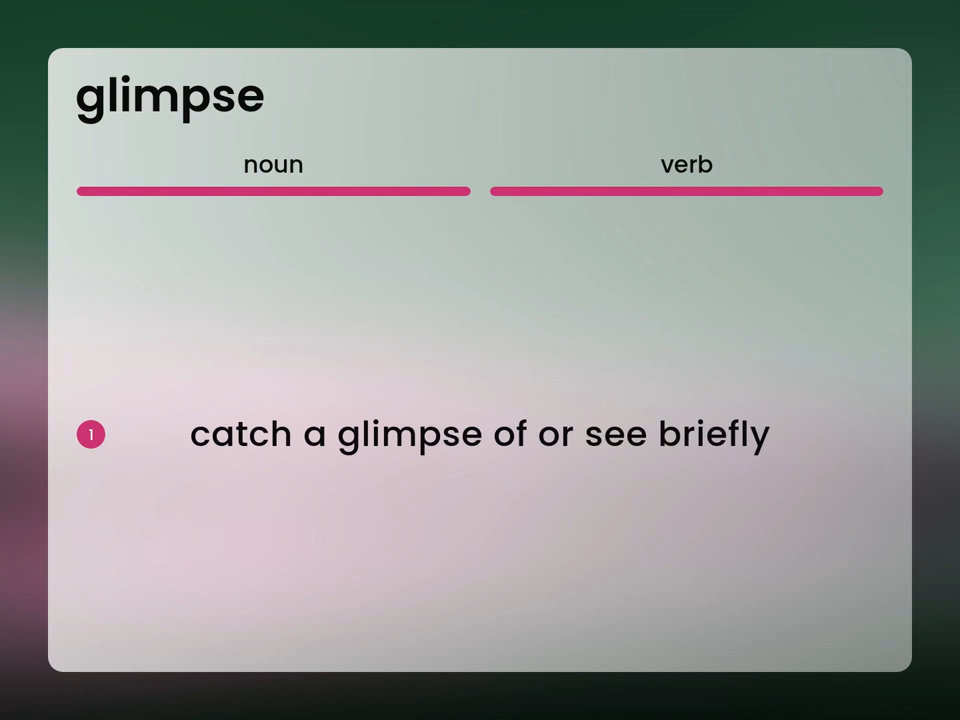 glimpse
noun
verb
1 catch a glimpse of or see briefly